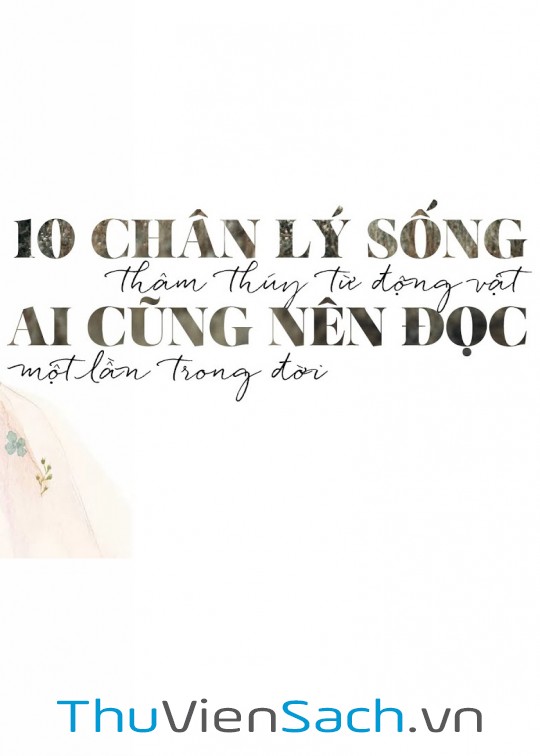 10 CHÂN LÝ SỐNG
thâm thúy từ động vật
AI CŨNG NÊN ĐỌC
một lần trong đời
ThuVienSach.vn